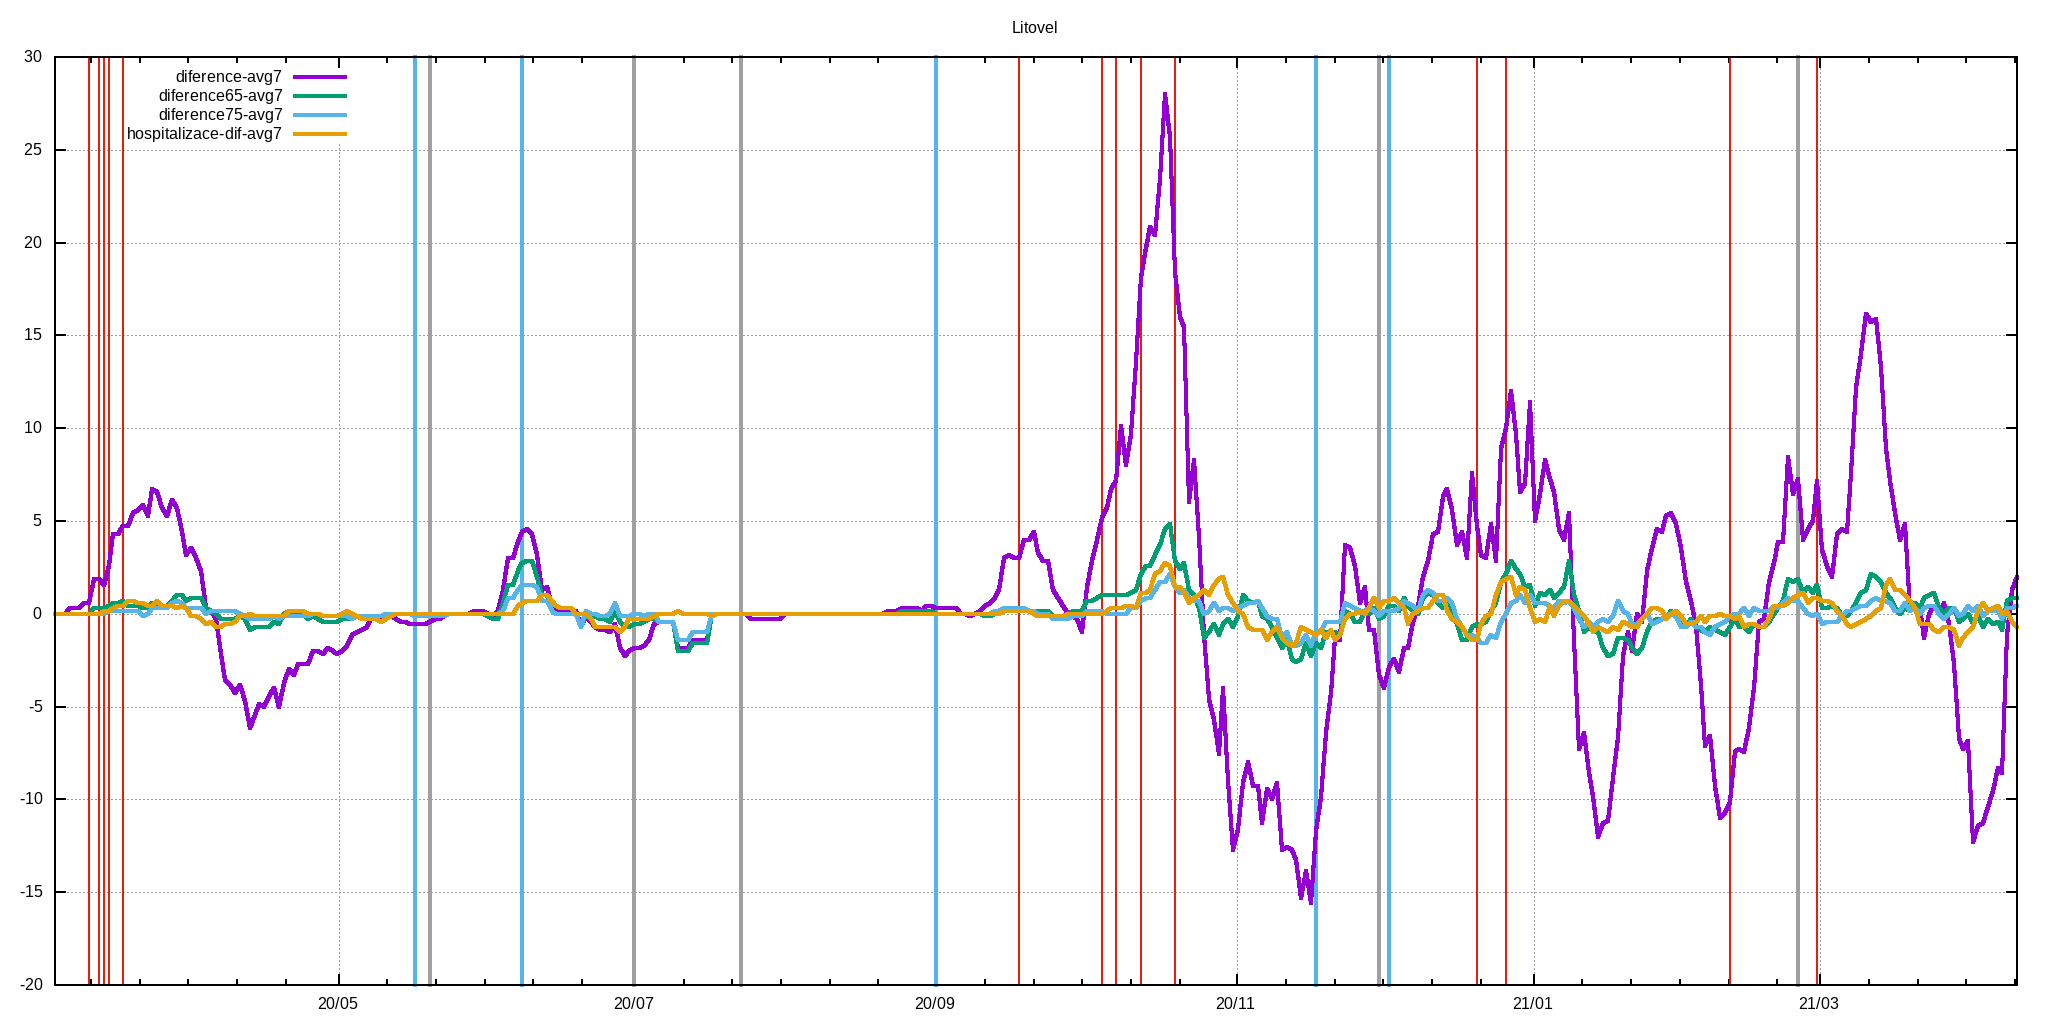 Litovel
30
diference-avg7
diference65-avg7
diference75-avg7
hospitalizace-dif-avg7
25
20
15
10
5
0
-5
-10
-15
-20
20/05 20/07 20/09 20/11 21/01 21/03